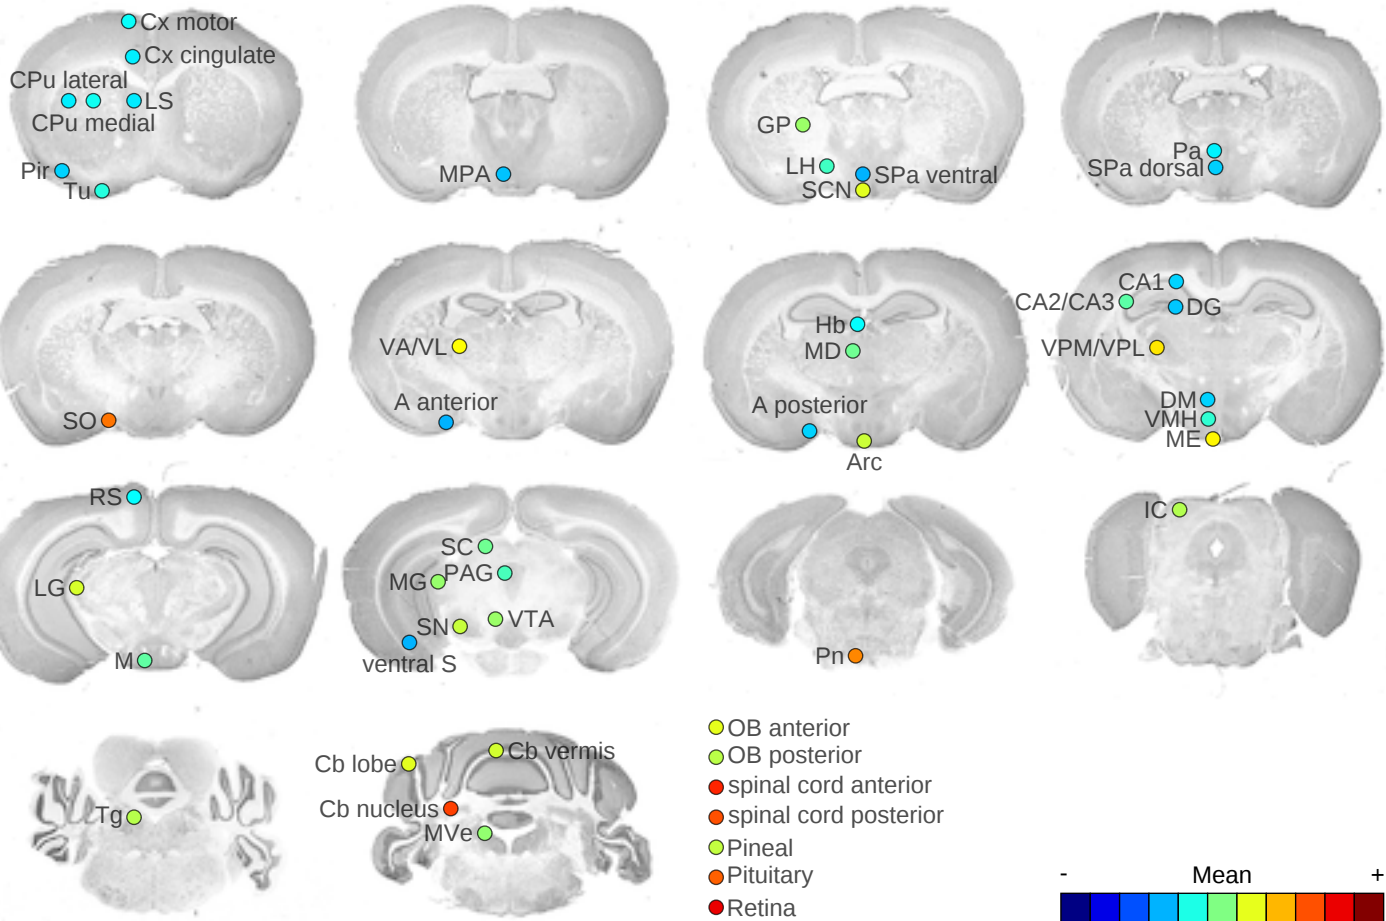 Cx motor
Cx cingulate
CPu lateral
LS
CPu medial
Pir
Tu
MPA
GP
LH
SPa ventral
SCN
Pa
SPa dorsal
SO
VA/VL
A anterior
Hb
MD
A posterior
Arc
CA1
CA2/CA3
DG
VPM/VPL
DM
VMH
ME
RS
LG
M
SC
PAG
MG
VTA
SN
ventral S
Pn
IC
Tg
Cb vermis
Cb lobe
Cb nucleus
MVe
OB anterior
OB posterior
spinal cord anterior
spinal cord posterior
Pineal
Pituitary
Retina
- Mean +